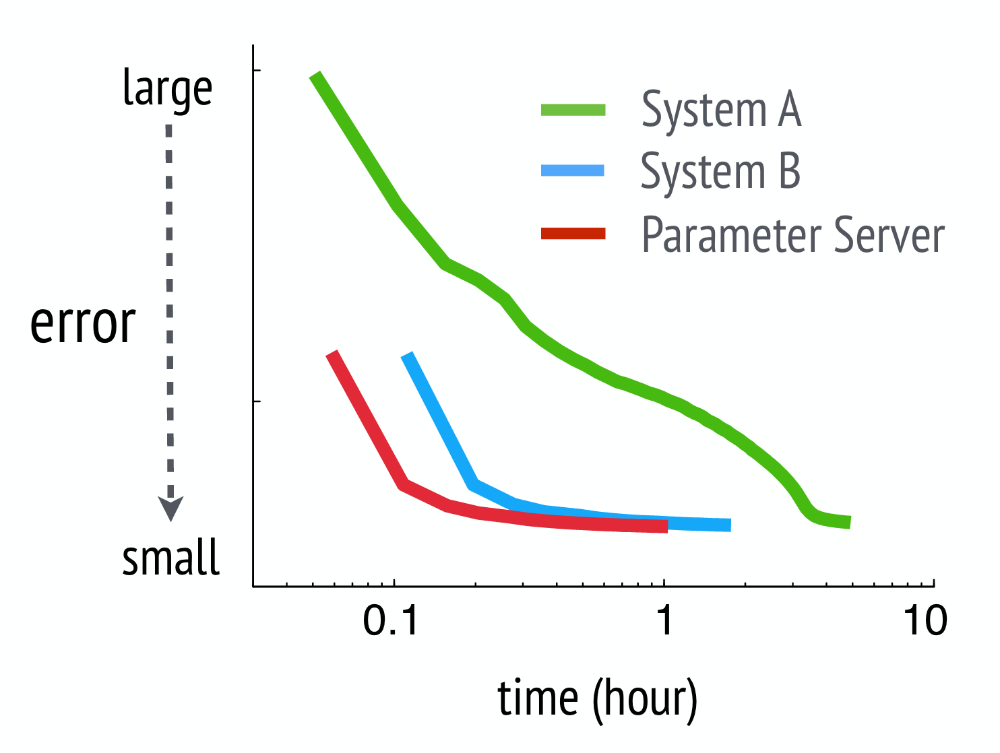 large
System A
System B
Parameter Server
error
small
0.1
1
10
time (hour)